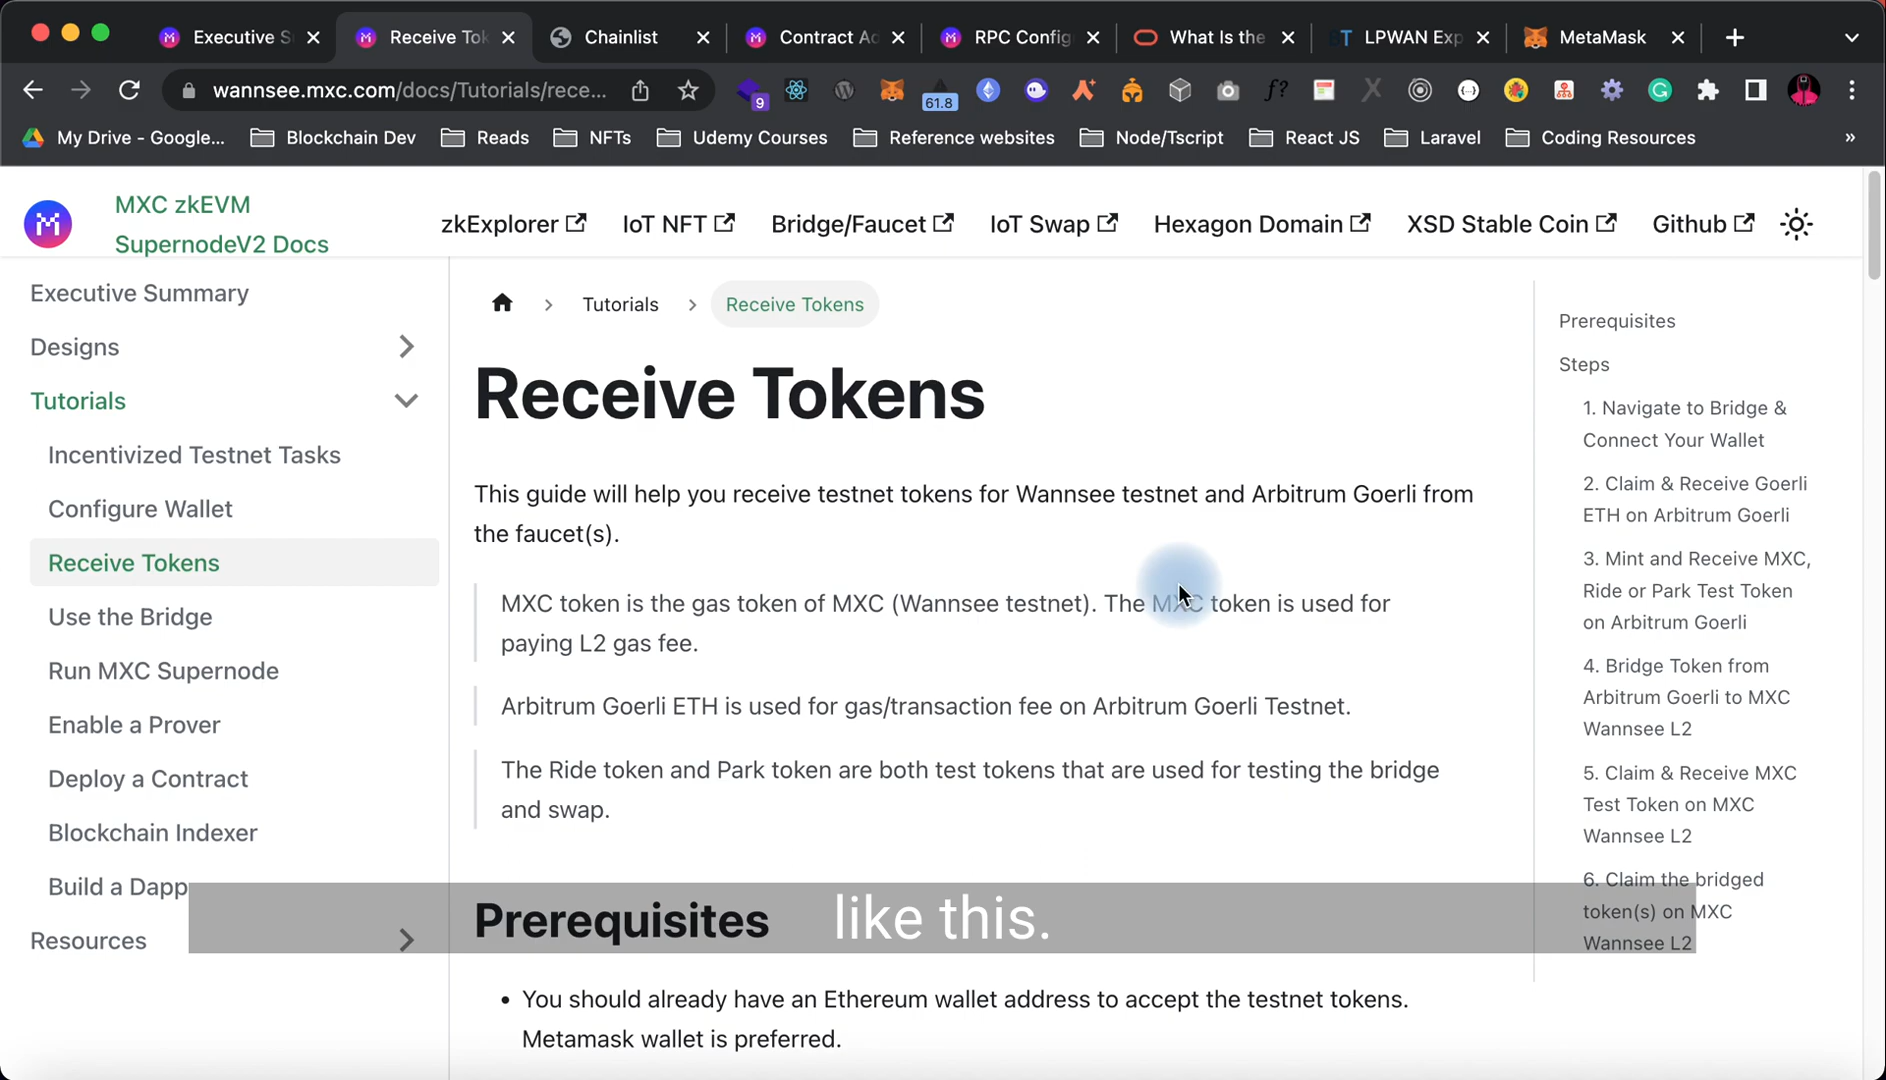 Executive S
Receive Tok
Chainlist
Contract Ac
RPC Config
What Is the
LPWAN Exp
MetaMask
wannsee.mxc.com/docs/Tutorials/rece...
9
61.8
My Drive - Google...
Blockchain Dev
Reads
NFTs
Udemy Courses
Reference websites
Node/Tscript
React JS
Laravel
Coding Resources
»
MXC zkEVM
SupernodeV2 Docs
zkExplorer
IoT NFT
Bridge/Faucet
IoT Swap
Hexagon Domain
XSD Stable Coin
Github
Executive Summary
Designs
Tutorials
Incentivized Testnet Tasks
Configure Wallet
Receive Tokens
Use the Bridge
Run MXC Supernode
Enable a Prover
Deploy a Contract
Blockchain Indexer
Build a Dapp
Resources
Tutorials
Receive Tokens
Receive Tokens
This guide will help you receive testnet tokens for Wannsee testnet and Arbitrum Goerli from
the faucet(s).
MXC token is the gas token of MXC (Wannsee testnet). The MXC token is used for
paying L2 gas fee.
Arbitrum Goerli ETH is used for gas/transaction fee on Arbitrum Goerli Testnet.
The Ride token and Park token are both test tokens that are used for testing the bridge
and swap.
Prerequisites
like this.
• You should already have an Ethereum wallet address to accept the testnet tokens.
Metamask wallet is preferred.
Prerequisites
Steps
1. Navigate to Bridge &
Connect Your Wallet
2. Claim & Receive Goerli
ETH on Arbitrum Goerli
3. Mint and Receive MXC,
Ride or Park Test Token
on Arbitrum Goerli
4. Bridge Token from
Arbitrum Goerli to MXC
Wannsee L2
5. Claim & Receive MXC
Test Token on MXC
Wannsee L2
6. Claim the bridged
token(s) on MXC
Wannsee L2